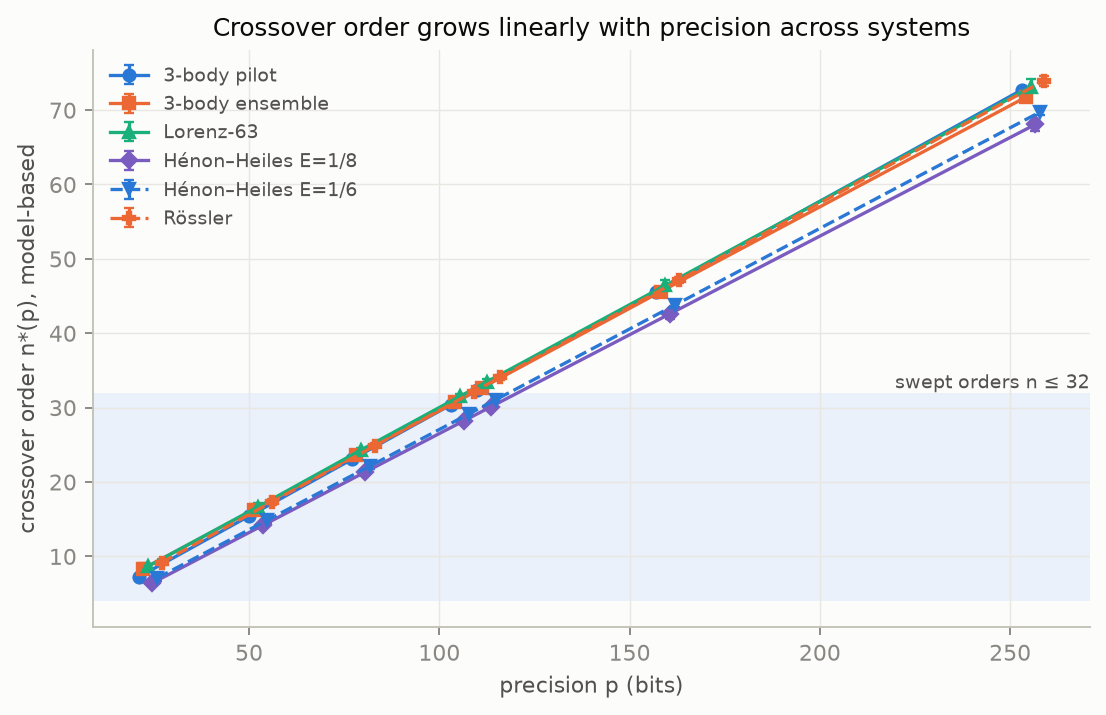 Crossover order grows linearly with precision across systems
3-body pilot
3-body ensemble
Lorenz-63
Hénon–Heiles E=1/8
Hénon–Heiles E=1/6
Rössler
crossover order n*(p), model-based
70
60
50
40
30
20
10
swept orders n ≤ 32
50
100
150
200
250
precision p (bits)